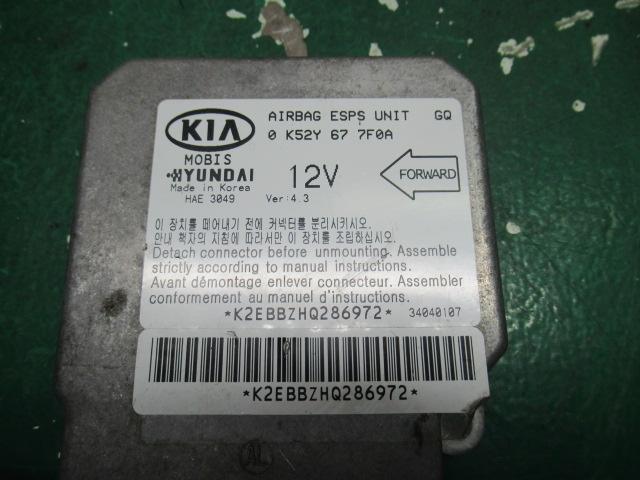 KIA
AIRBAG ESPS UNIT GQ
0 K52Y 67 7F0A
MOBIS
HYUNDAI
Made in Korea
HAE 3049
12V
Ver:4.3
FORWARD
이 장치를 떼어내기 전에 커넥터를 분리시키시오.
안내 책자의 지침에 따라서만 이 장치를 조립하십시오.
Detach connector before unmounting. Assemble
strictly according to manual instructions.
Avant démontage enlever connecteur. Assembler
conformement au manuel d'instructions.
*K2EBBZHQ286972* 34040107
*K2EBBZHQ286972*
AL